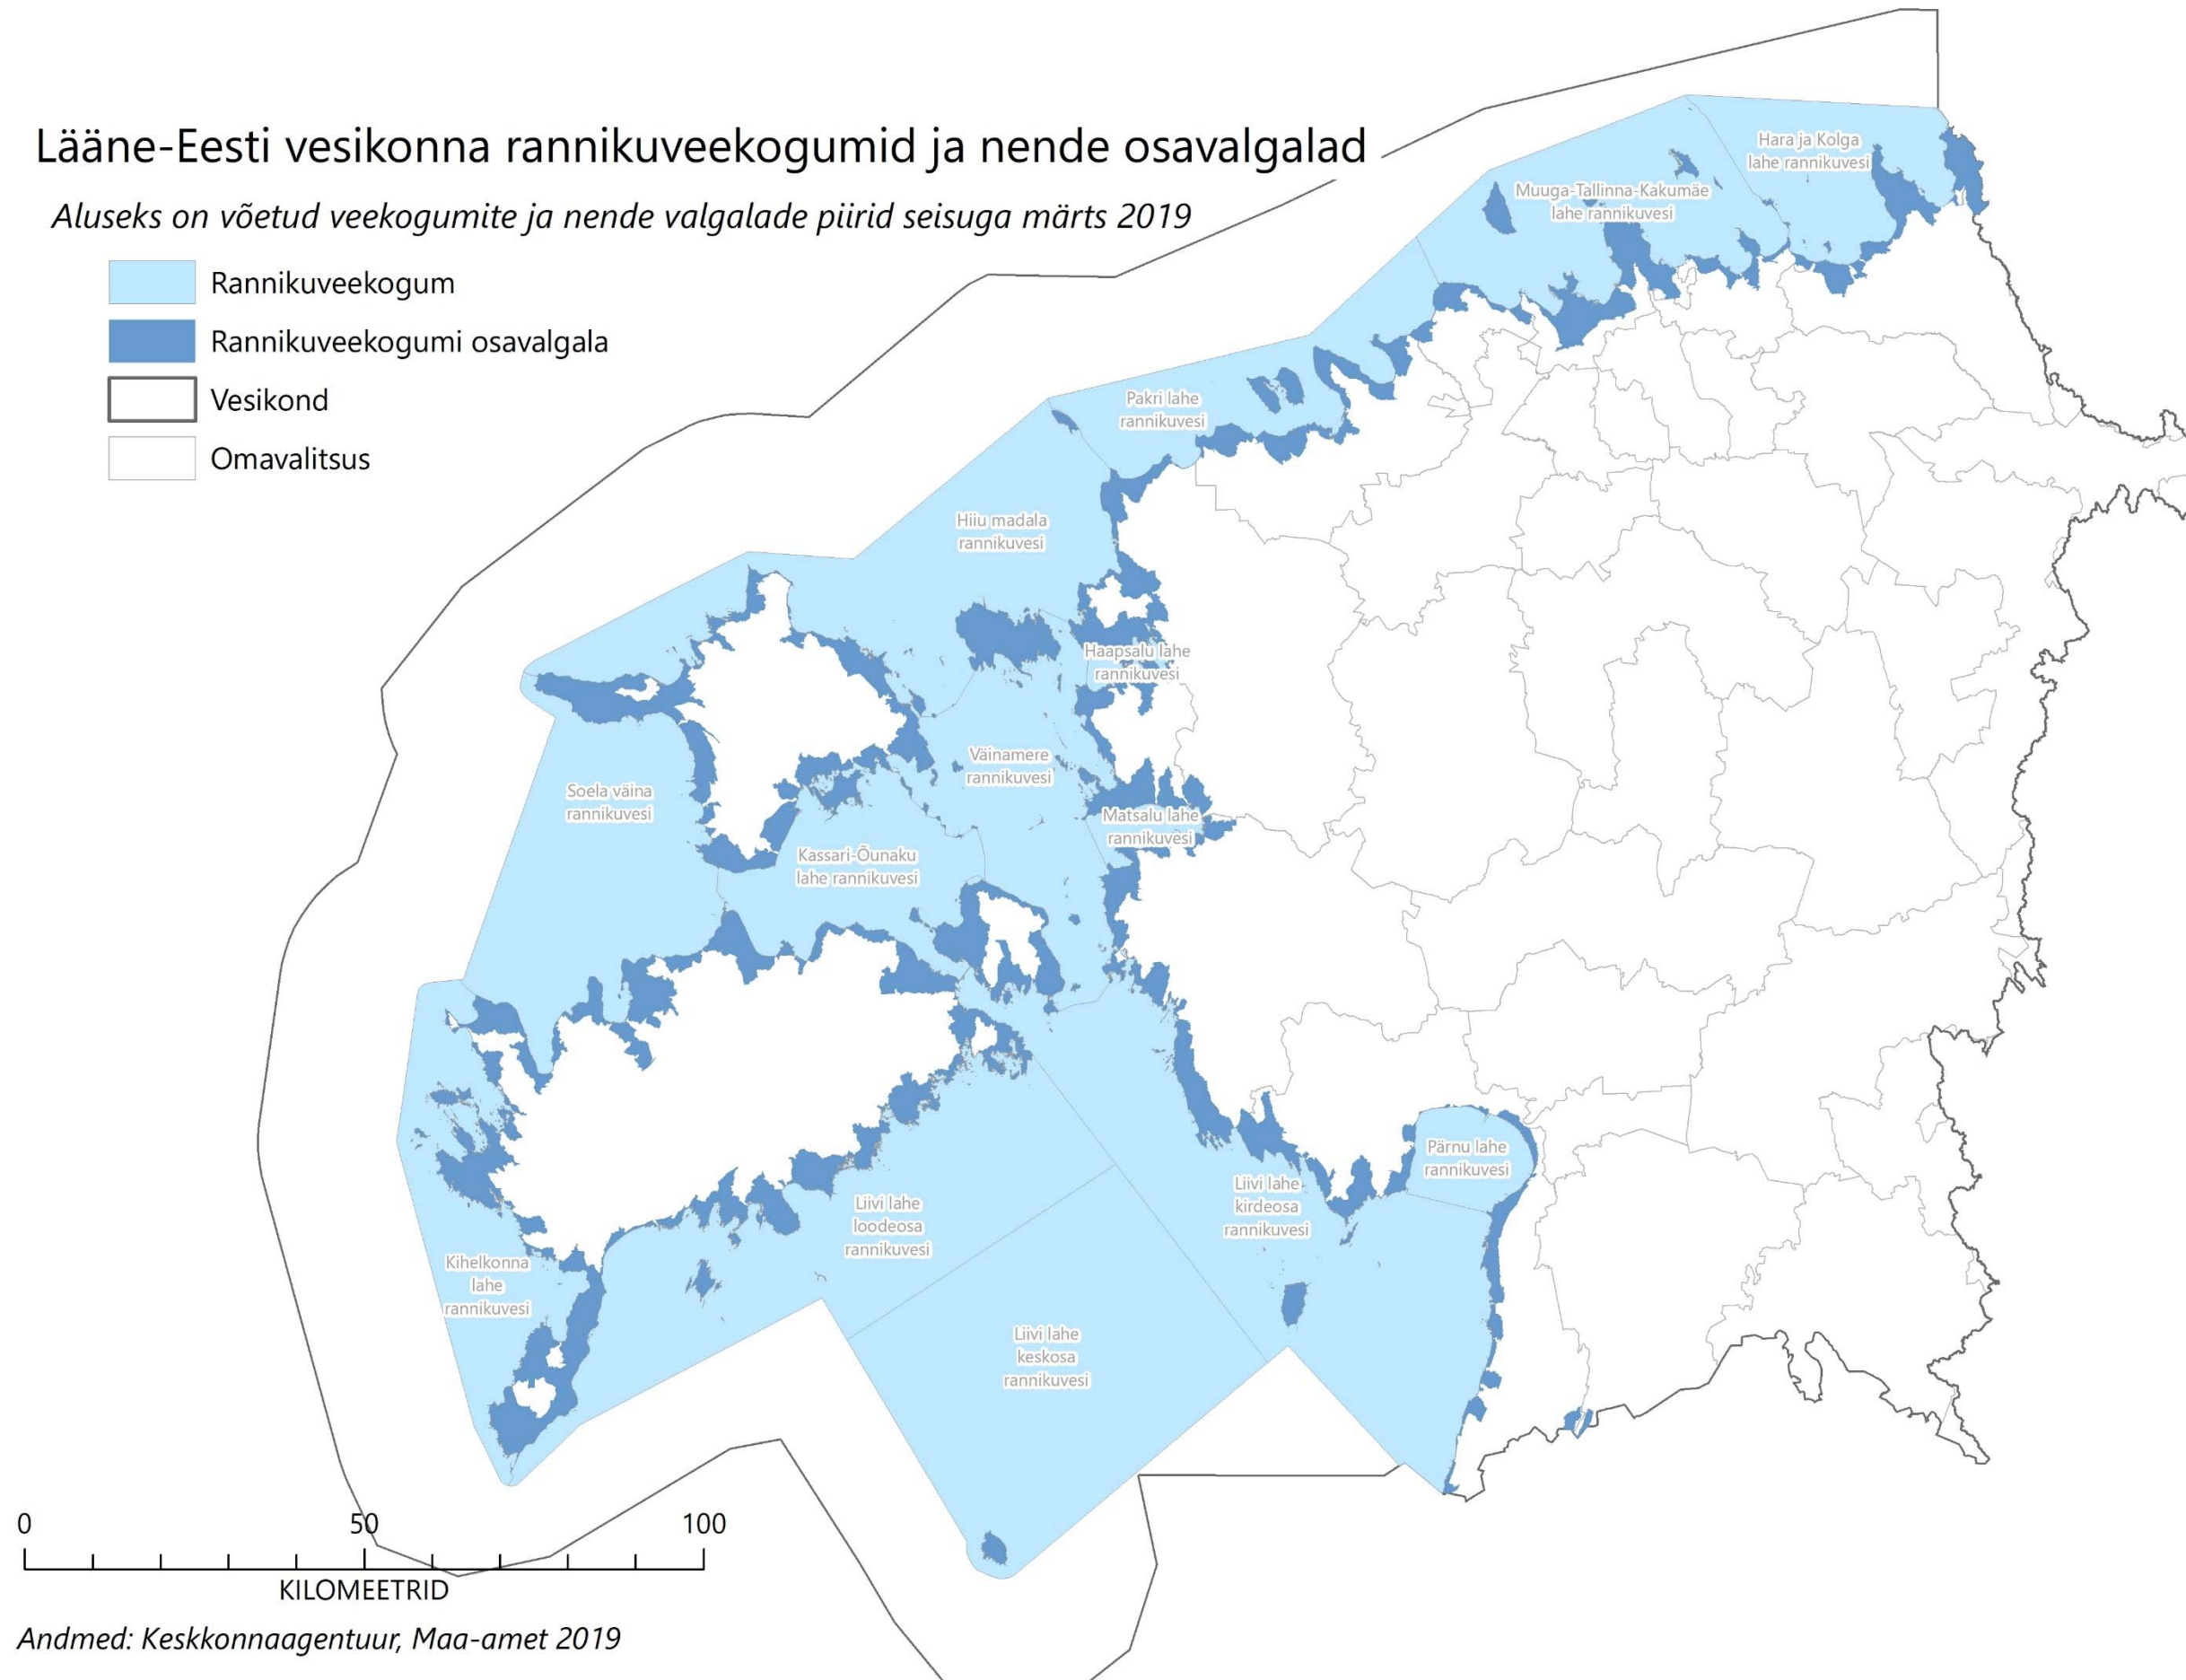 Lääne-Eesti vesikonna rannikuveekogumid ja nende osavalgalad
Aluseks on võetud veekogumite ja nende valgalade piirid seisuga märts 2019
Rannikuveekogum
Rannikuveekogumi osavalgala
Vesikond
Omavalitsus
Hara ja Kolga
lahe rannikuvesi
Muuga-Tallinna-Kakumäe
lahe rannikuvesi
Pakri lahe
rannikuvesi
Hiiu madala
rannikuvesi
Haapsalu lahe
rannikuvesi
Väinamere
rannikuvesi
Soela väina
rannikuvesi
Matsalu lahe
rannikuvesi
Kassari-Õunaku
lahe rannikuvesi
Pärnu lahe
rannikuvesi
Liivi lahe
kirdeosa
rannikuvesi
Liivi lahe
loodeosa
rannikuvesi
Kihelkonna
lahe
rannikuvesi
Liivi lahe
keskosa
rannikuvesi
0 50 100
KILOMEETRID
Andmed: Keskkonnaagentuur, Maa-amet 2019